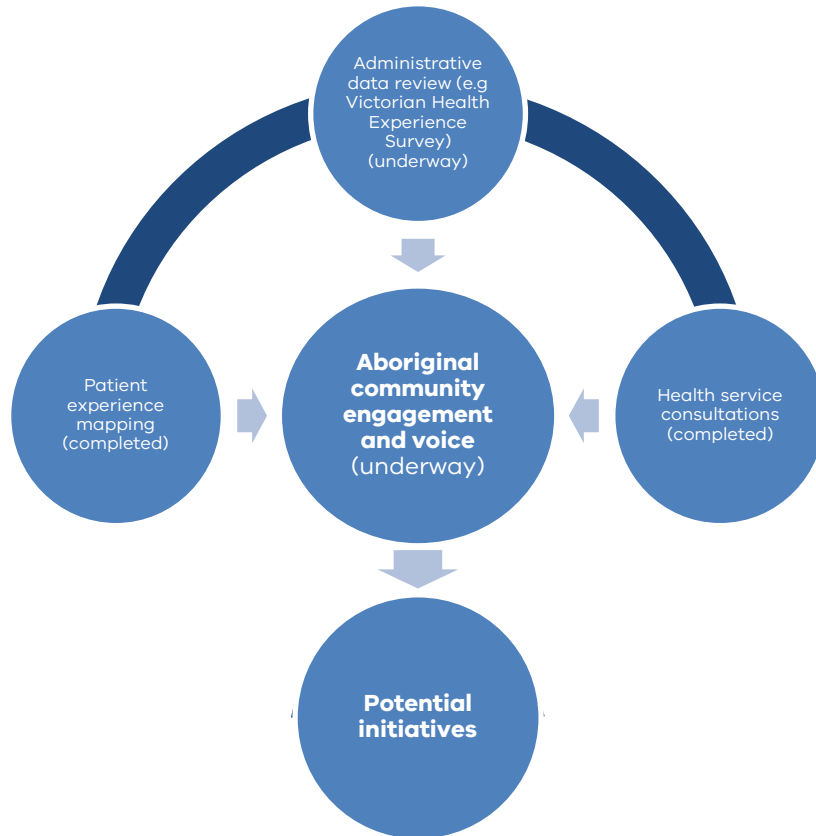 Administrative
data review (e.g
Victorian Health
Experience
Survey)
(underway)
Patient
experience
mapping
(completed)
Aboriginal
community
engagement
and voice
(underway)
Health service
consultations
(completed)
Potential
initiatives